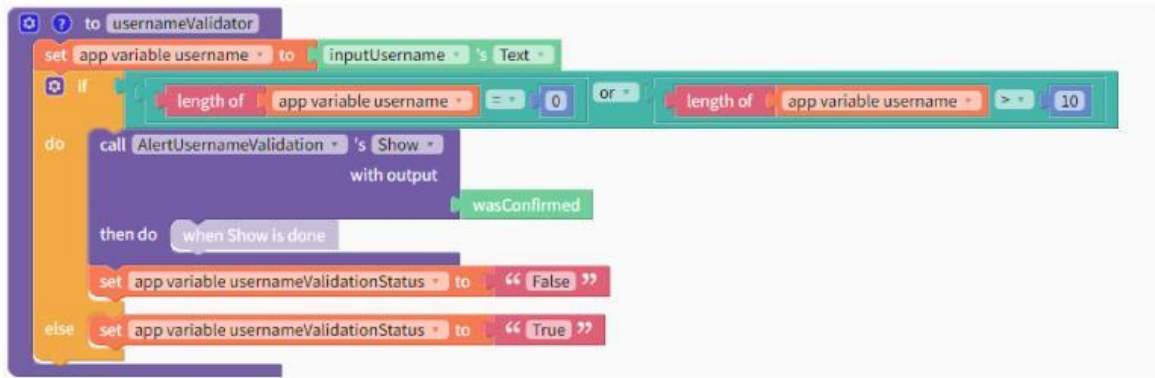 ? to usernameValidator
set app variable username to inputUsername 's Text
if length of app variable username = 0 or length of app variable username > 10
do call AlertUsernameValidation 's Show
with output
wasConfirmed
then do when Show is done
set app variable usernameValidationStatus to “ False ”
else set app variable usernameValidationStatus to “ True ”